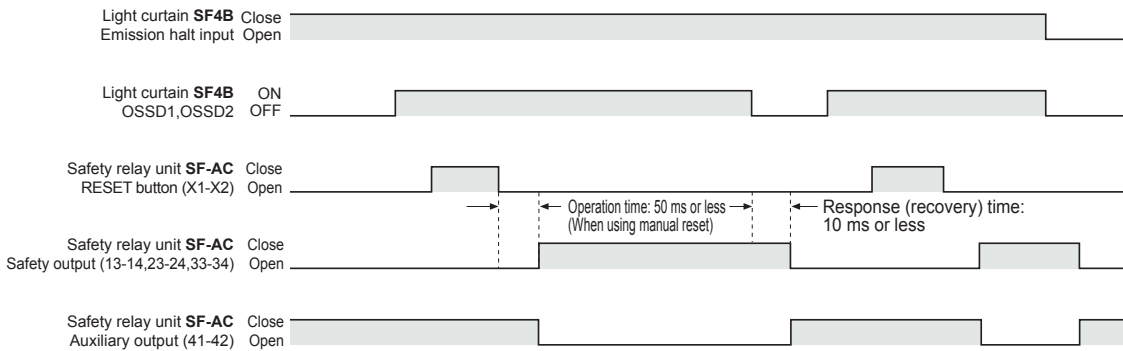 Light curtain SF4B Close
Emission halt input Open
Light curtain SF4B ON
OSSD1,OSSD2 OFF
Safety relay unit SF-AC Close
RESET button (X1-X2) Open
Operation time: 50 ms or less
(When using manual reset)
Response (recovery) time:
10 ms or less
Safety relay unit SF-AC Close
Safety output (13-14,23-24,33-34) Open
Safety relay unit SF-AC Close
Auxiliary output (41-42) Open